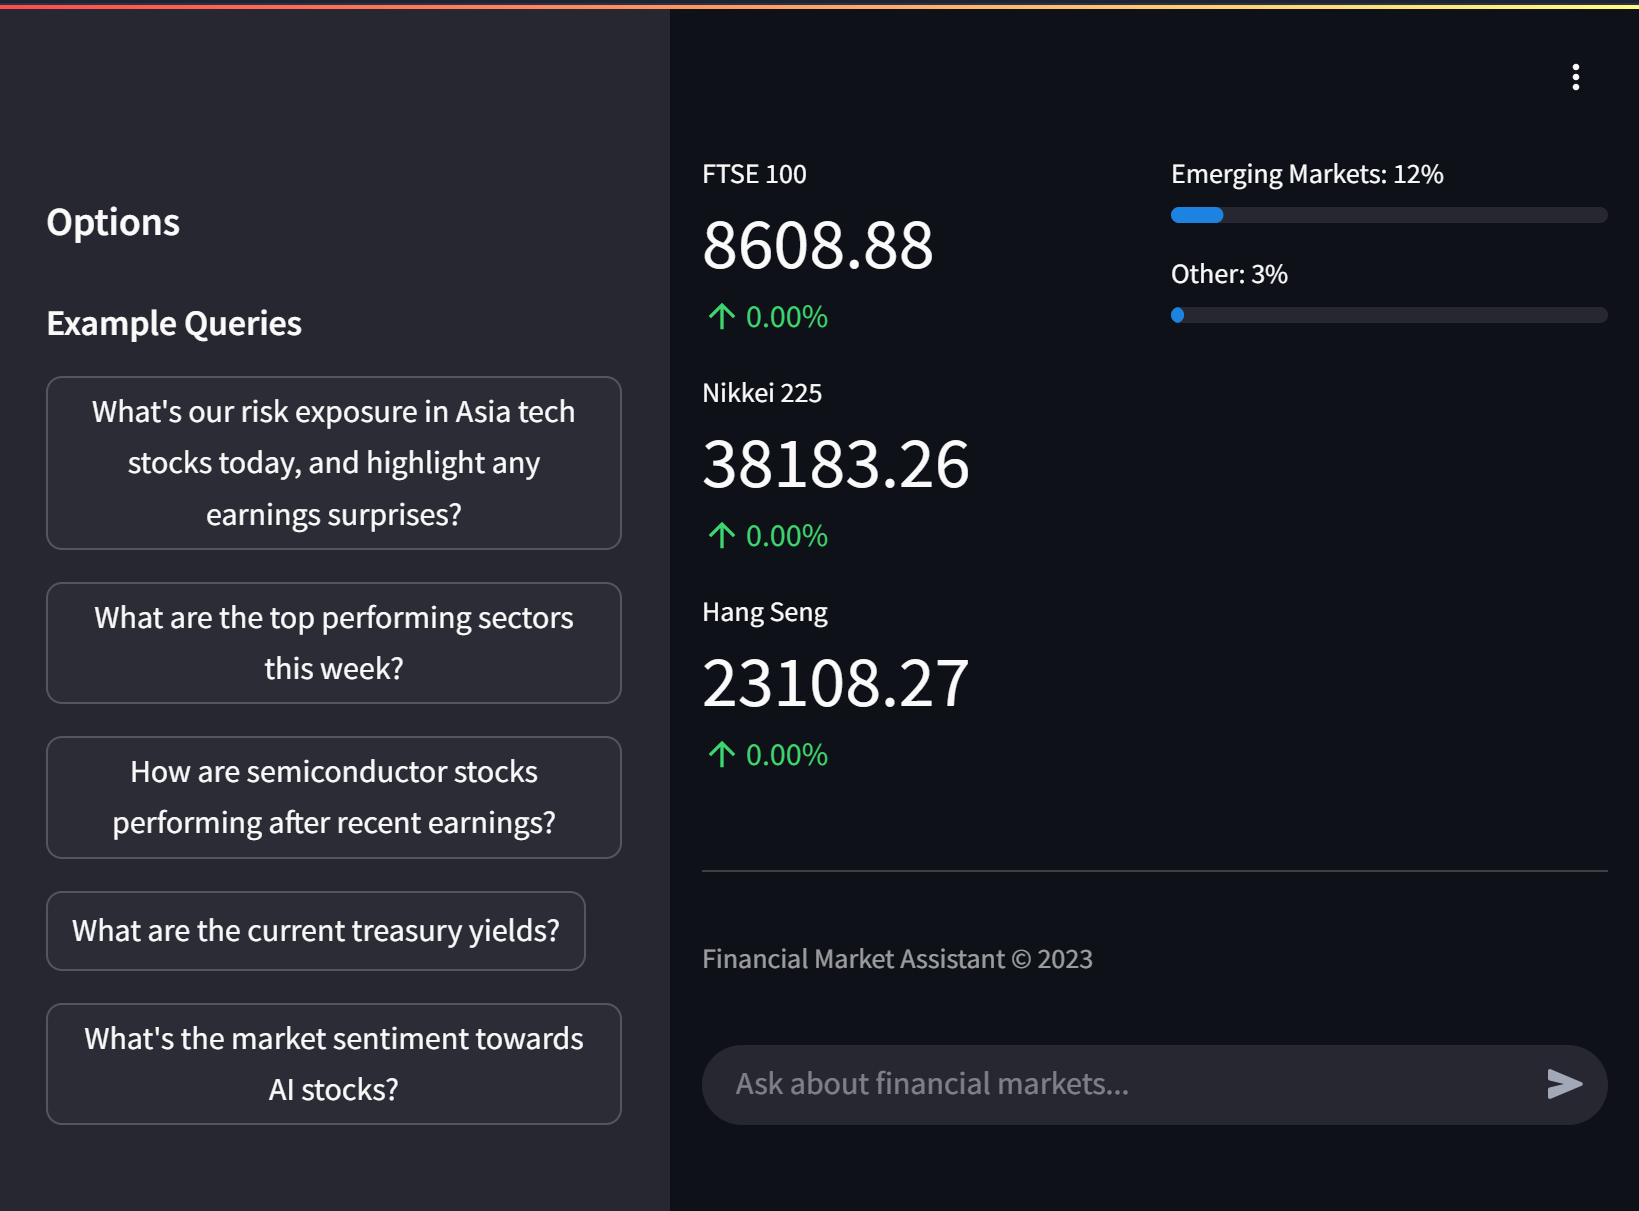 Options
Example Queries
What's our risk exposure in Asia tech
stocks today, and highlight any
earnings surprises?
What are the top performing sectors
this week?
How are semiconductor stocks
performing after recent earnings?
What are the current treasury yields?
What's the market sentiment towards
AI stocks?
FTSE 100
8608.88
↑ 0.00%
Nikkei 225
38183.26
↑ 0.00%
Hang Seng
23108.27
↑ 0.00%
Emerging Markets: 12%
Other: 3%
Financial Market Assistant © 2023
Ask about financial markets...